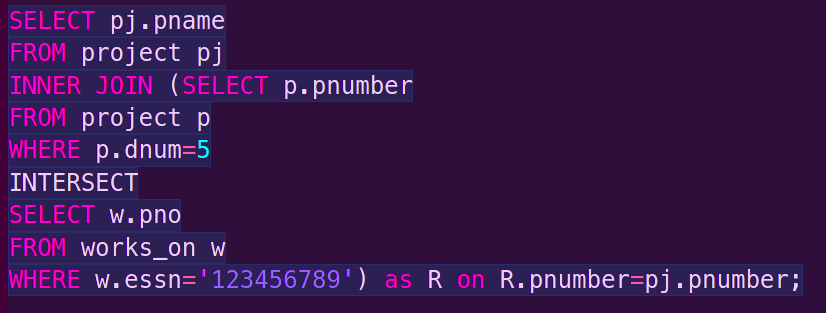 SELECT pj.pname
FROM project pj
INNER JOIN (SELECT p.pnumber
FROM project p
WHERE p.dnum=5
INTERSECT
SELECT w.pno
FROM works_on w
WHERE w.essn='123456789') as R on R.pnumber=pj.pnumber;